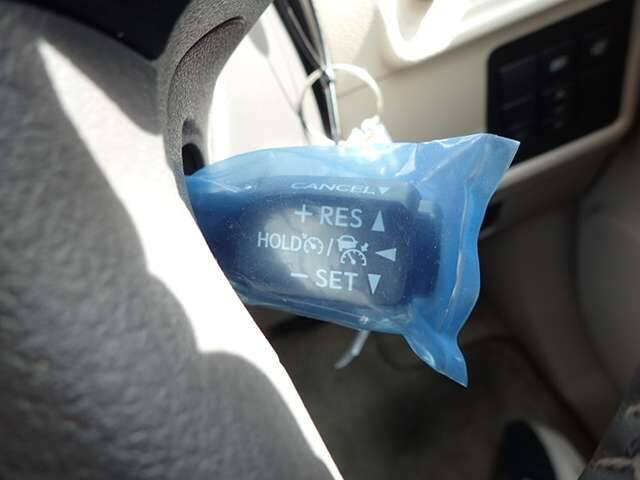 CANCEL▼
+ RES ▲
HOLD / ◀
− SET ▼